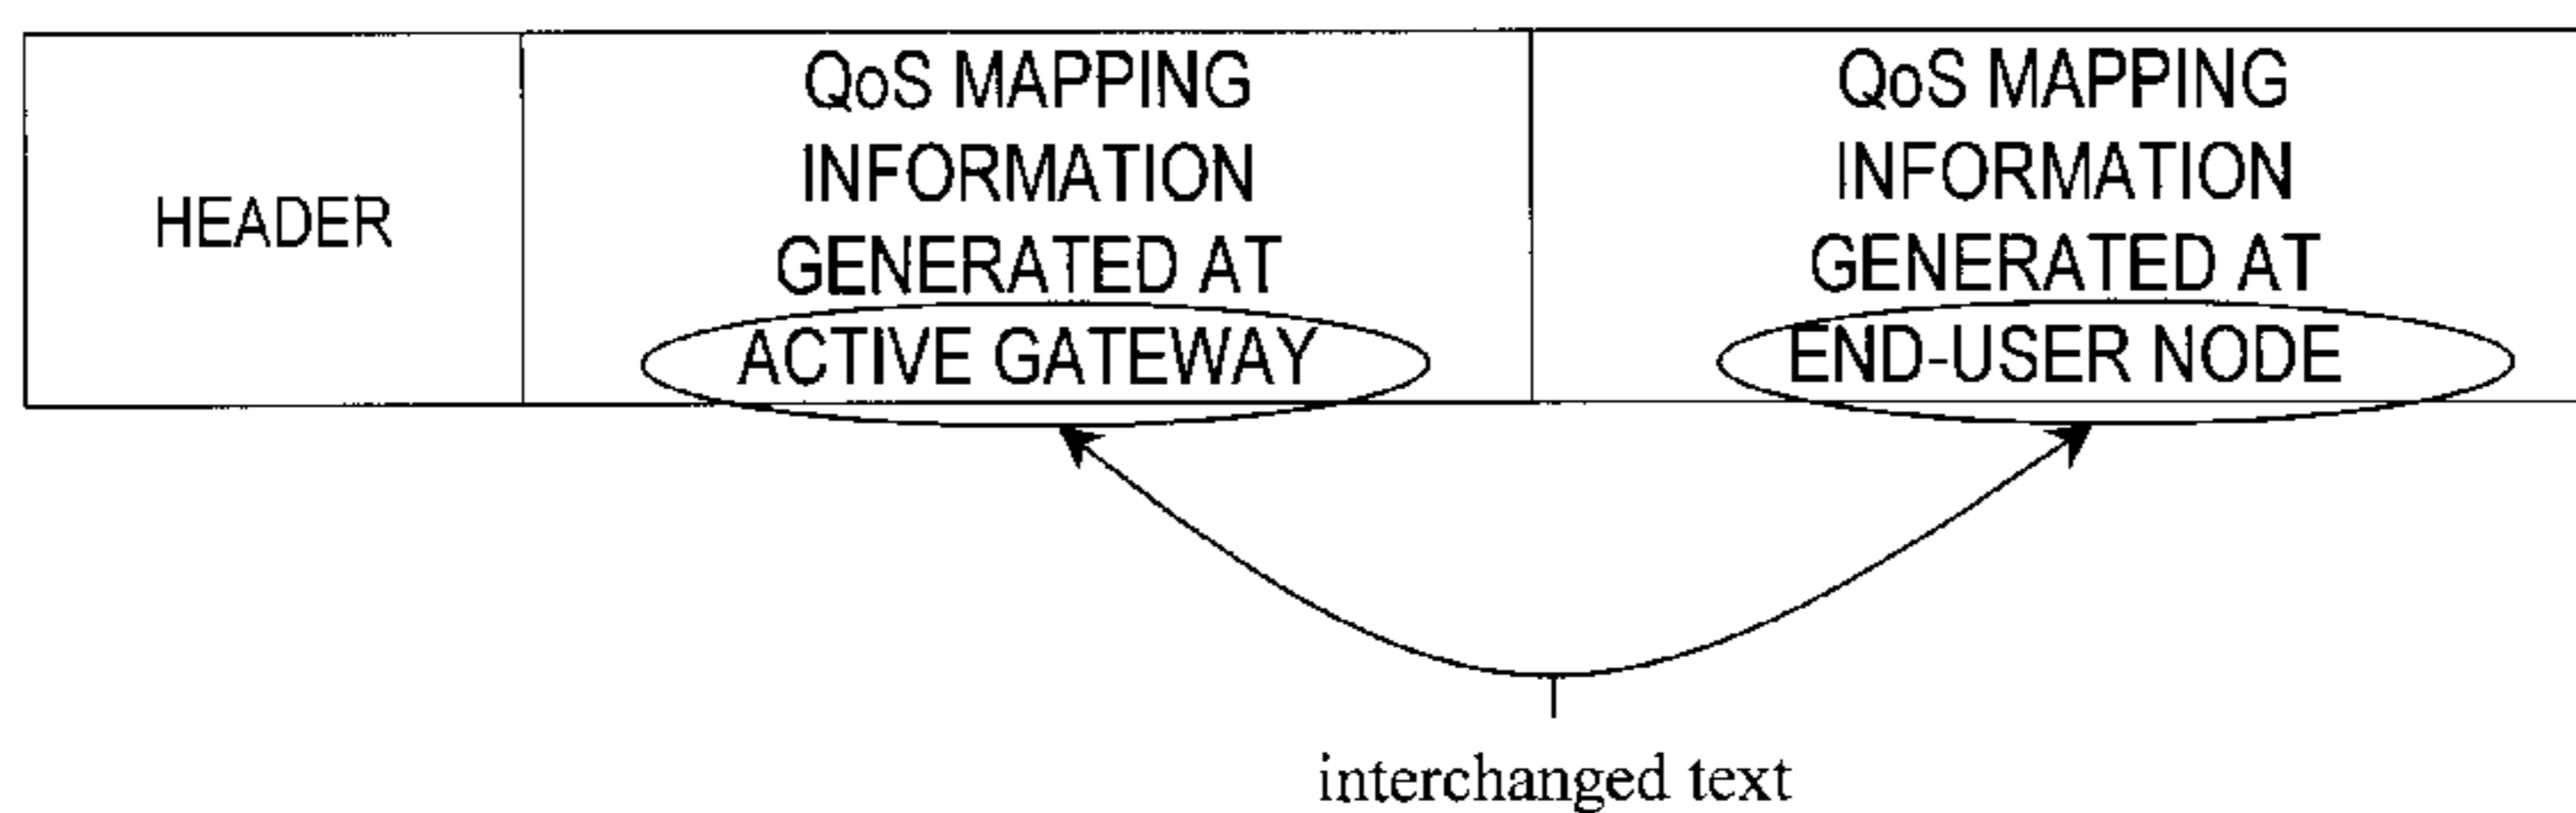 HEADER
QoS MAPPING
INFORMATION
GENERATED AT
ACTIVE GATEWAY
QoS MAPPING
INFORMATION
GENERATED AT
END-USER NODE
interchanged text